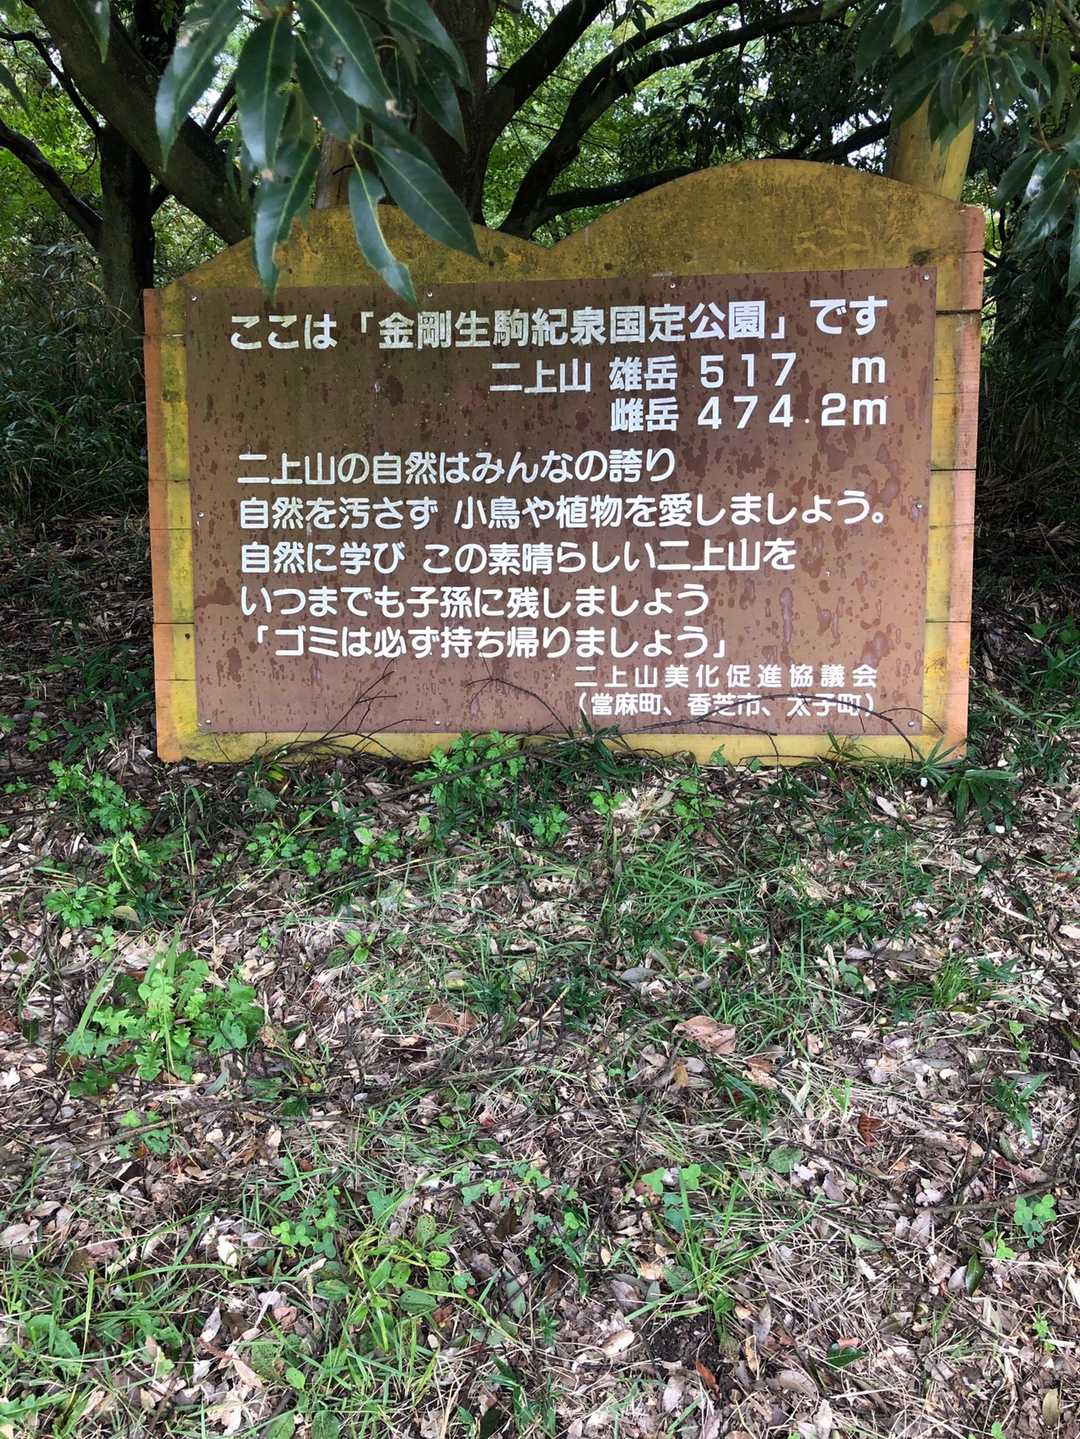 ここは「金剛生駒紀泉国定公園」です
二上山 雄岳 517 m
雌岳 474.2m
二上山の自然はみんなの誇り
自然を汚さず 小鳥や植物を愛しましょう。
自然に学び この素晴らしい二上山を
いつまでも子孫に残しましょう
「ゴミは必ず持ち帰りましょう」
二上山美化促進協議会
（當麻町、香芝市、太子町）